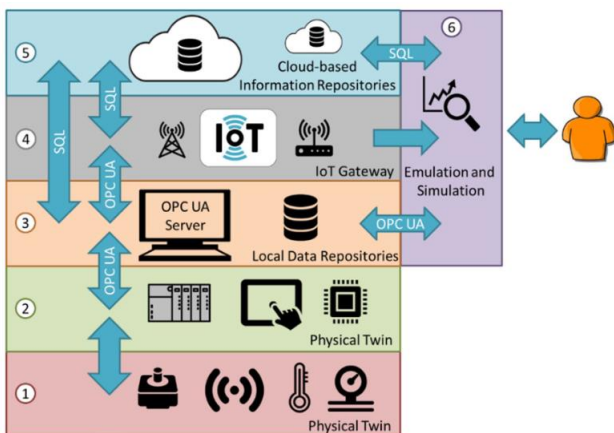 5
Cloud-based
Information Repositories
SQL
6
SQL
SQL
4
IoT
IoT Gateway
Emulation and
Simulation
OPC UA
3
OPC UA
Server
Local Data Repositories
OPC UA
OPC UA
2
Physical Twin
1
Physical Twin